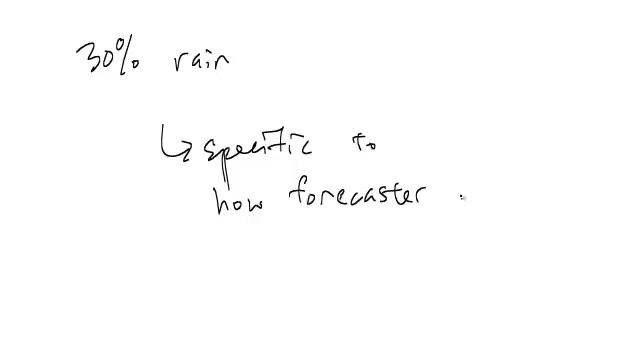 30% rain
↳ specific to
how forecaster